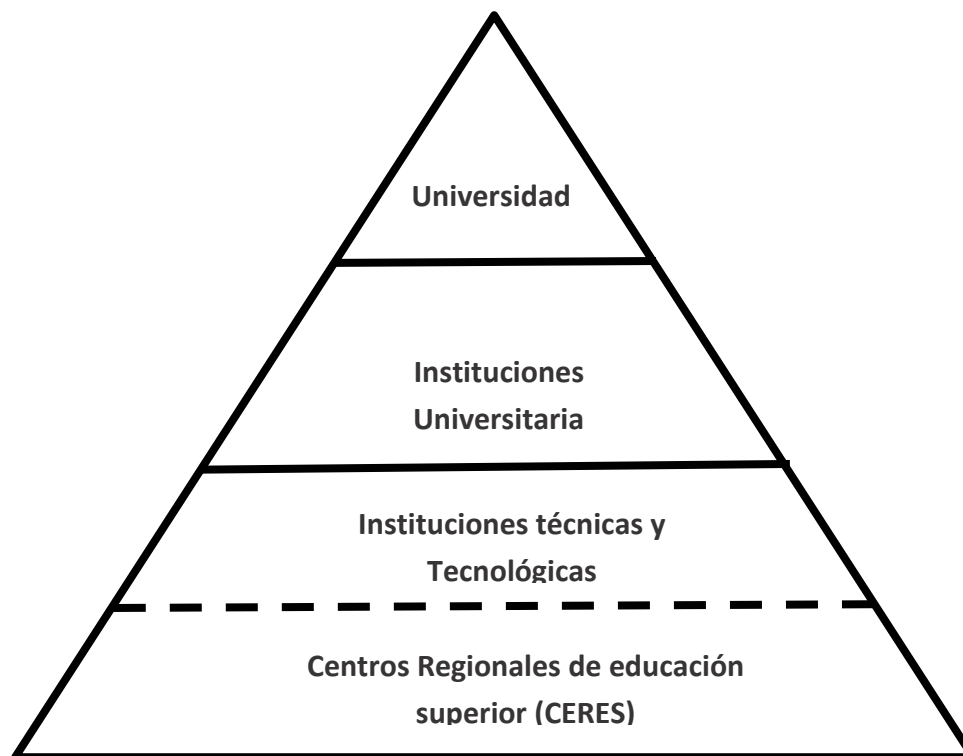 Universidad
Instituciones
Universitaria
Instituciones técnicas y
Tecnológicas
Centros Regionales de educación
superior (CERES)